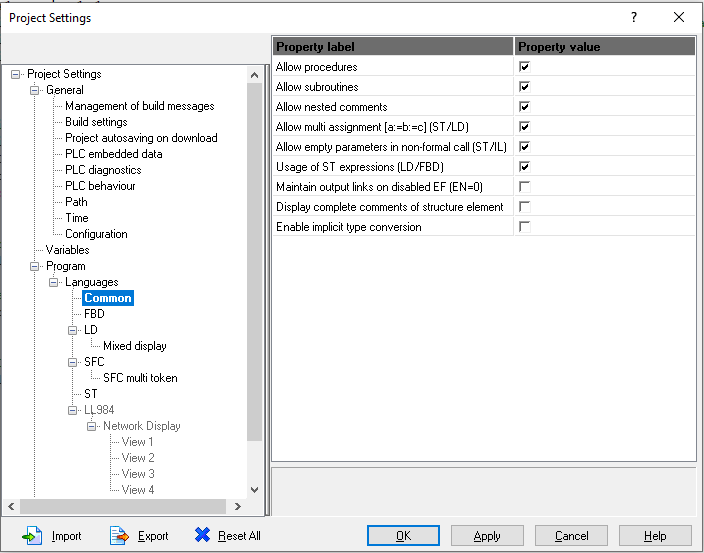 Project Settings
?
Project Settings
General
Management of build messages
Build settings
Project autosaving on download
PLC embedded data
PLC diagnostics
PLC behaviour
Path
Time
Configuration
Variables
Program
Languages
Common
FBD
LD
Mixed display
SFC
SFC multi token
ST
LL984
Network Display
View 1
View 2
View 3
View 4
Property label Property value
Allow procedures
Allow subroutines
Allow nested comments
Allow multi assignment [a:=b:=c] (ST/LD)
Allow empty parameters in non-formal call (ST/IL)
Usage of ST expressions (LD/FBD)
Maintain output links on disabled EF (EN=0)
Display complete comments of structure element
Enable implicit type conversion
Import Export Reset All OK Apply Cancel Help